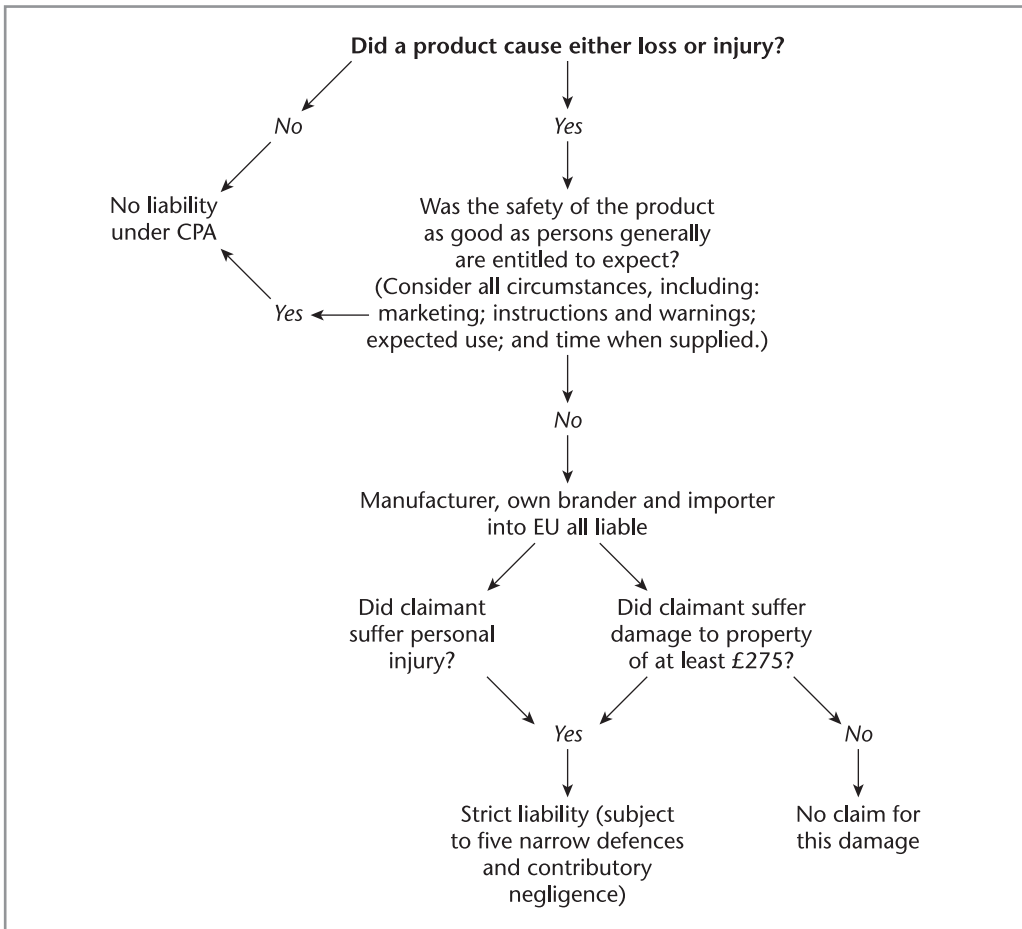 Did a product cause either loss or injury?
No
Yes
No liability
under CPA
Was the safety of the product
as good as persons generally
are entitled to expect?
(Consider all circumstances, including:
marketing; instructions and warnings;
expected use; and time when supplied.)
Yes
No
Manufacturer, own brander and importer
into EU all liable
Did claimant
suffer personal
injury?
Did claimant suffer
damage to property
of at least £275?
Yes
No
Strict liability (subject
to five narrow defences
and contributory
negligence)
No claim for
this damage